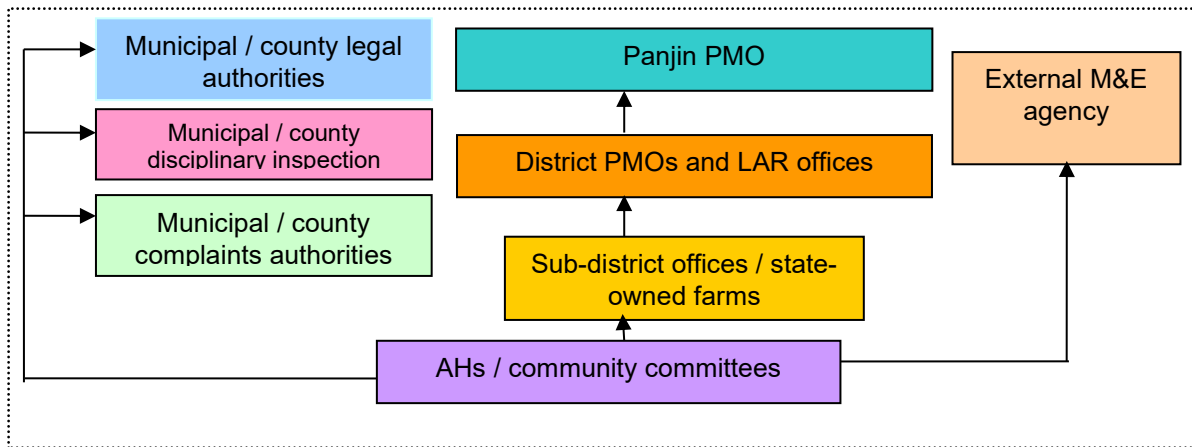 Municipal / county legal
authorities
Municipal / county
disciplinary inspection
Municipal / county
complaints authorities
Panjin PMO
District PMOs and LAR offices
Sub-district offices / state-
owned farms
AHs / community committees
External M&E
agency